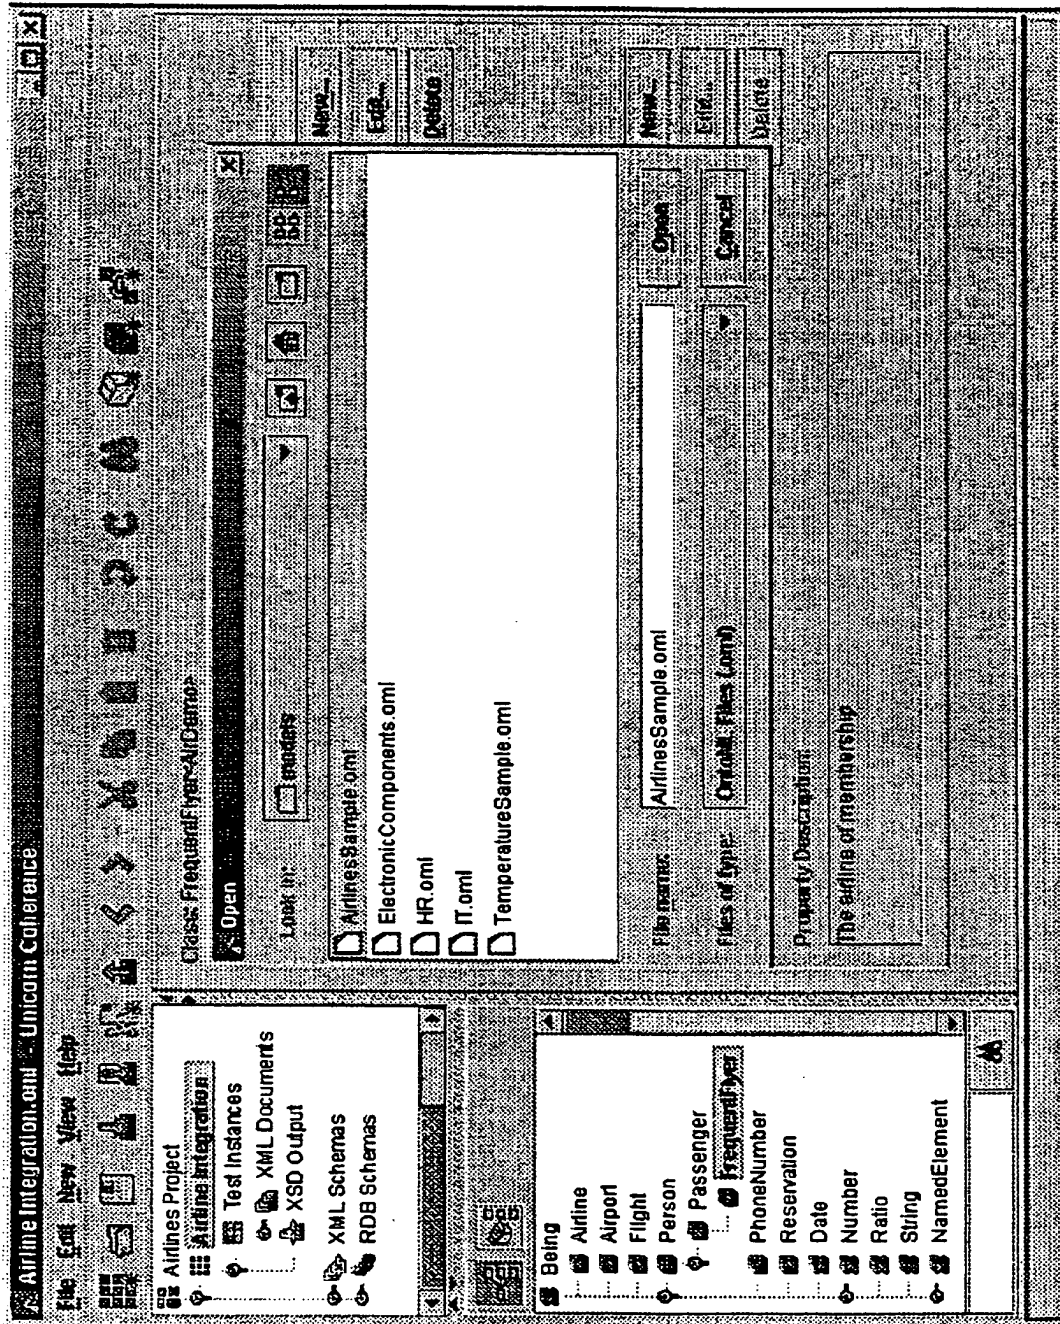 Airline Integration.oml - Unicorn Coherence
File Edit New View Help
Airlines Project
Airline Integration
Test Instances
XML Documents
XSD Output
XML Schemas
RDB Schemas
Being
Airline
Airport
Flight
Person
Passenger
FrequentFlyer
PhoneNumber
Reservation
Date
Number
Ratio
String
NamedElement
Class: FrequentFlyer<AirDemo>
Open
Look In:
models
AirlinesSample.oml
ElectronicComponents.oml
HR.oml
IT.oml
TemperatureSample.oml
File name:
AirlinesSample.oml
Open
Files of type:
OntoML Files (.oml)
Cancel
New...
Edit...
Delete
New...
Edit...
Delete
Property Description:
The airline of membership